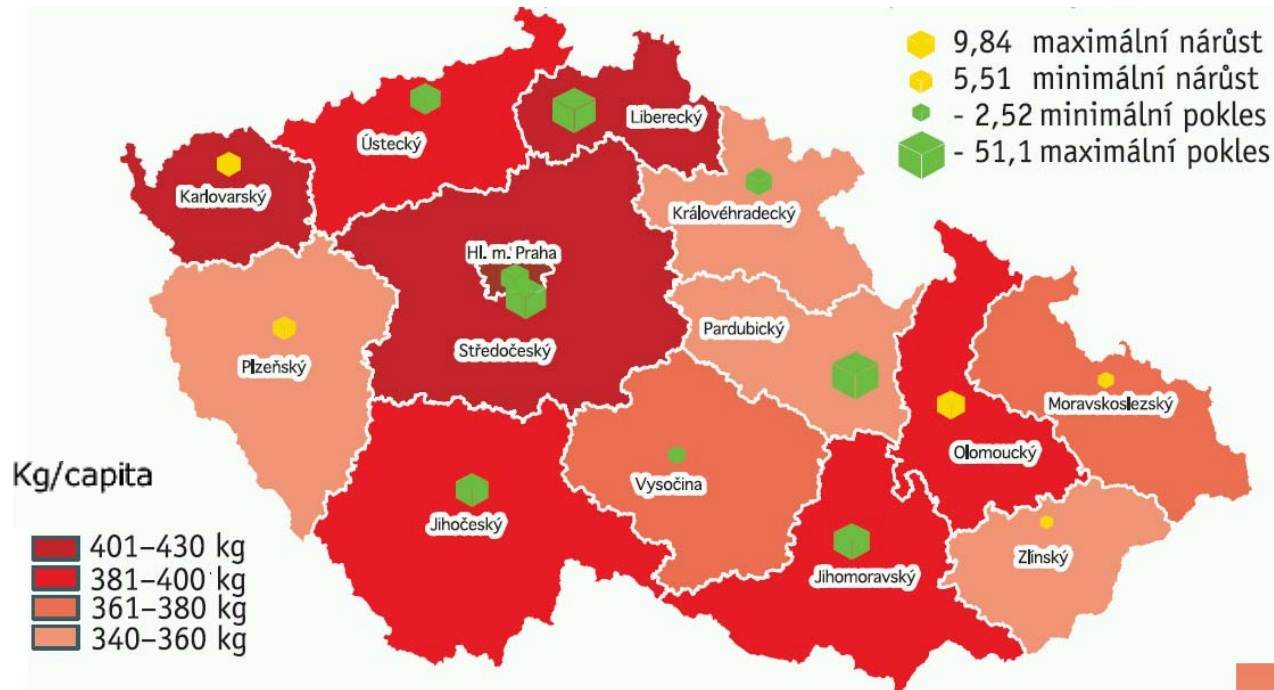 9,84 maximální nárůst
5,51 minimální nárůst
- 2,52 minimální pokles
- 51,1 maximální pokles
Liberecký
Ústecký
Karlovarský
Královéhradecký
Hl. m. Praha
Pardubický
Středočeský
Plzeňský
Moravskoslezský
Olomoucký
Vysočina
Jihočeský
Zlínský
Jihomoravský
Kg/capita
401–430 kg
381–400 kg
361–380 kg
340–360 kg